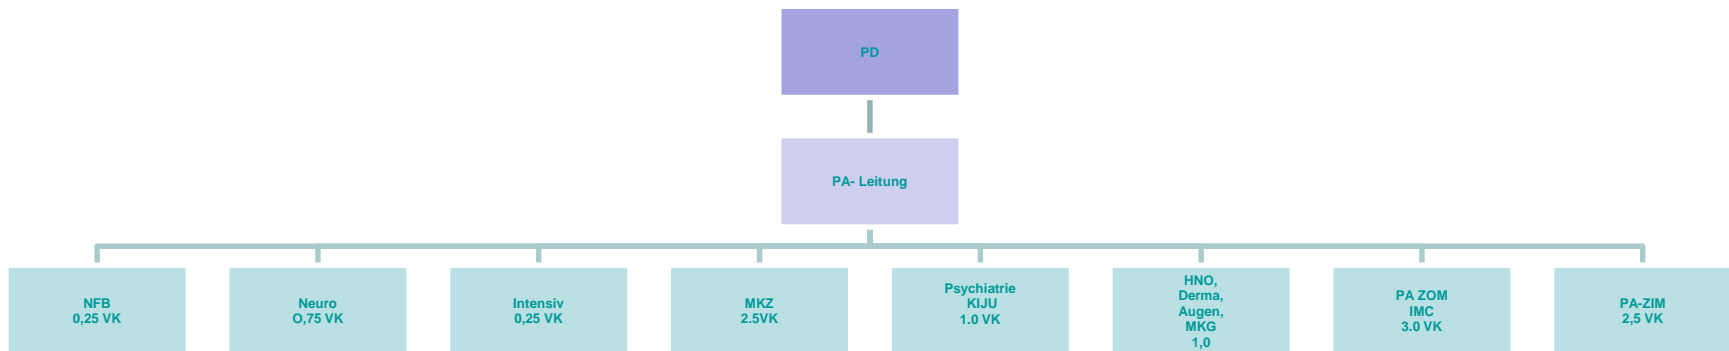 PD
PA- Leitung
NFB
0,25 VK
Neuro
O,75 VK
Intensiv
0,25 VK
MKZ
2.5VK
Psychiatrie
KIJU
1.0 VK
HNO,
Derma,
Augen,
MKG
1,0
PA ZOM
IMC
3.0 VK
PA-ZIM
2,5 VK